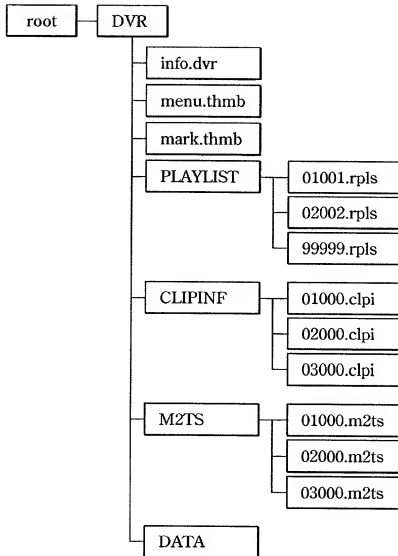 root
DVR
info.dvr
menu.thmb
mark.thmb
PLAYLIST
01001.rpls
02002.rpls
99999.rpls
CLIPINF
01000.clpi
02000.clpi
03000.clpi
M2TS
01000.m2ts
02000.m2ts
03000.m2ts
DATA